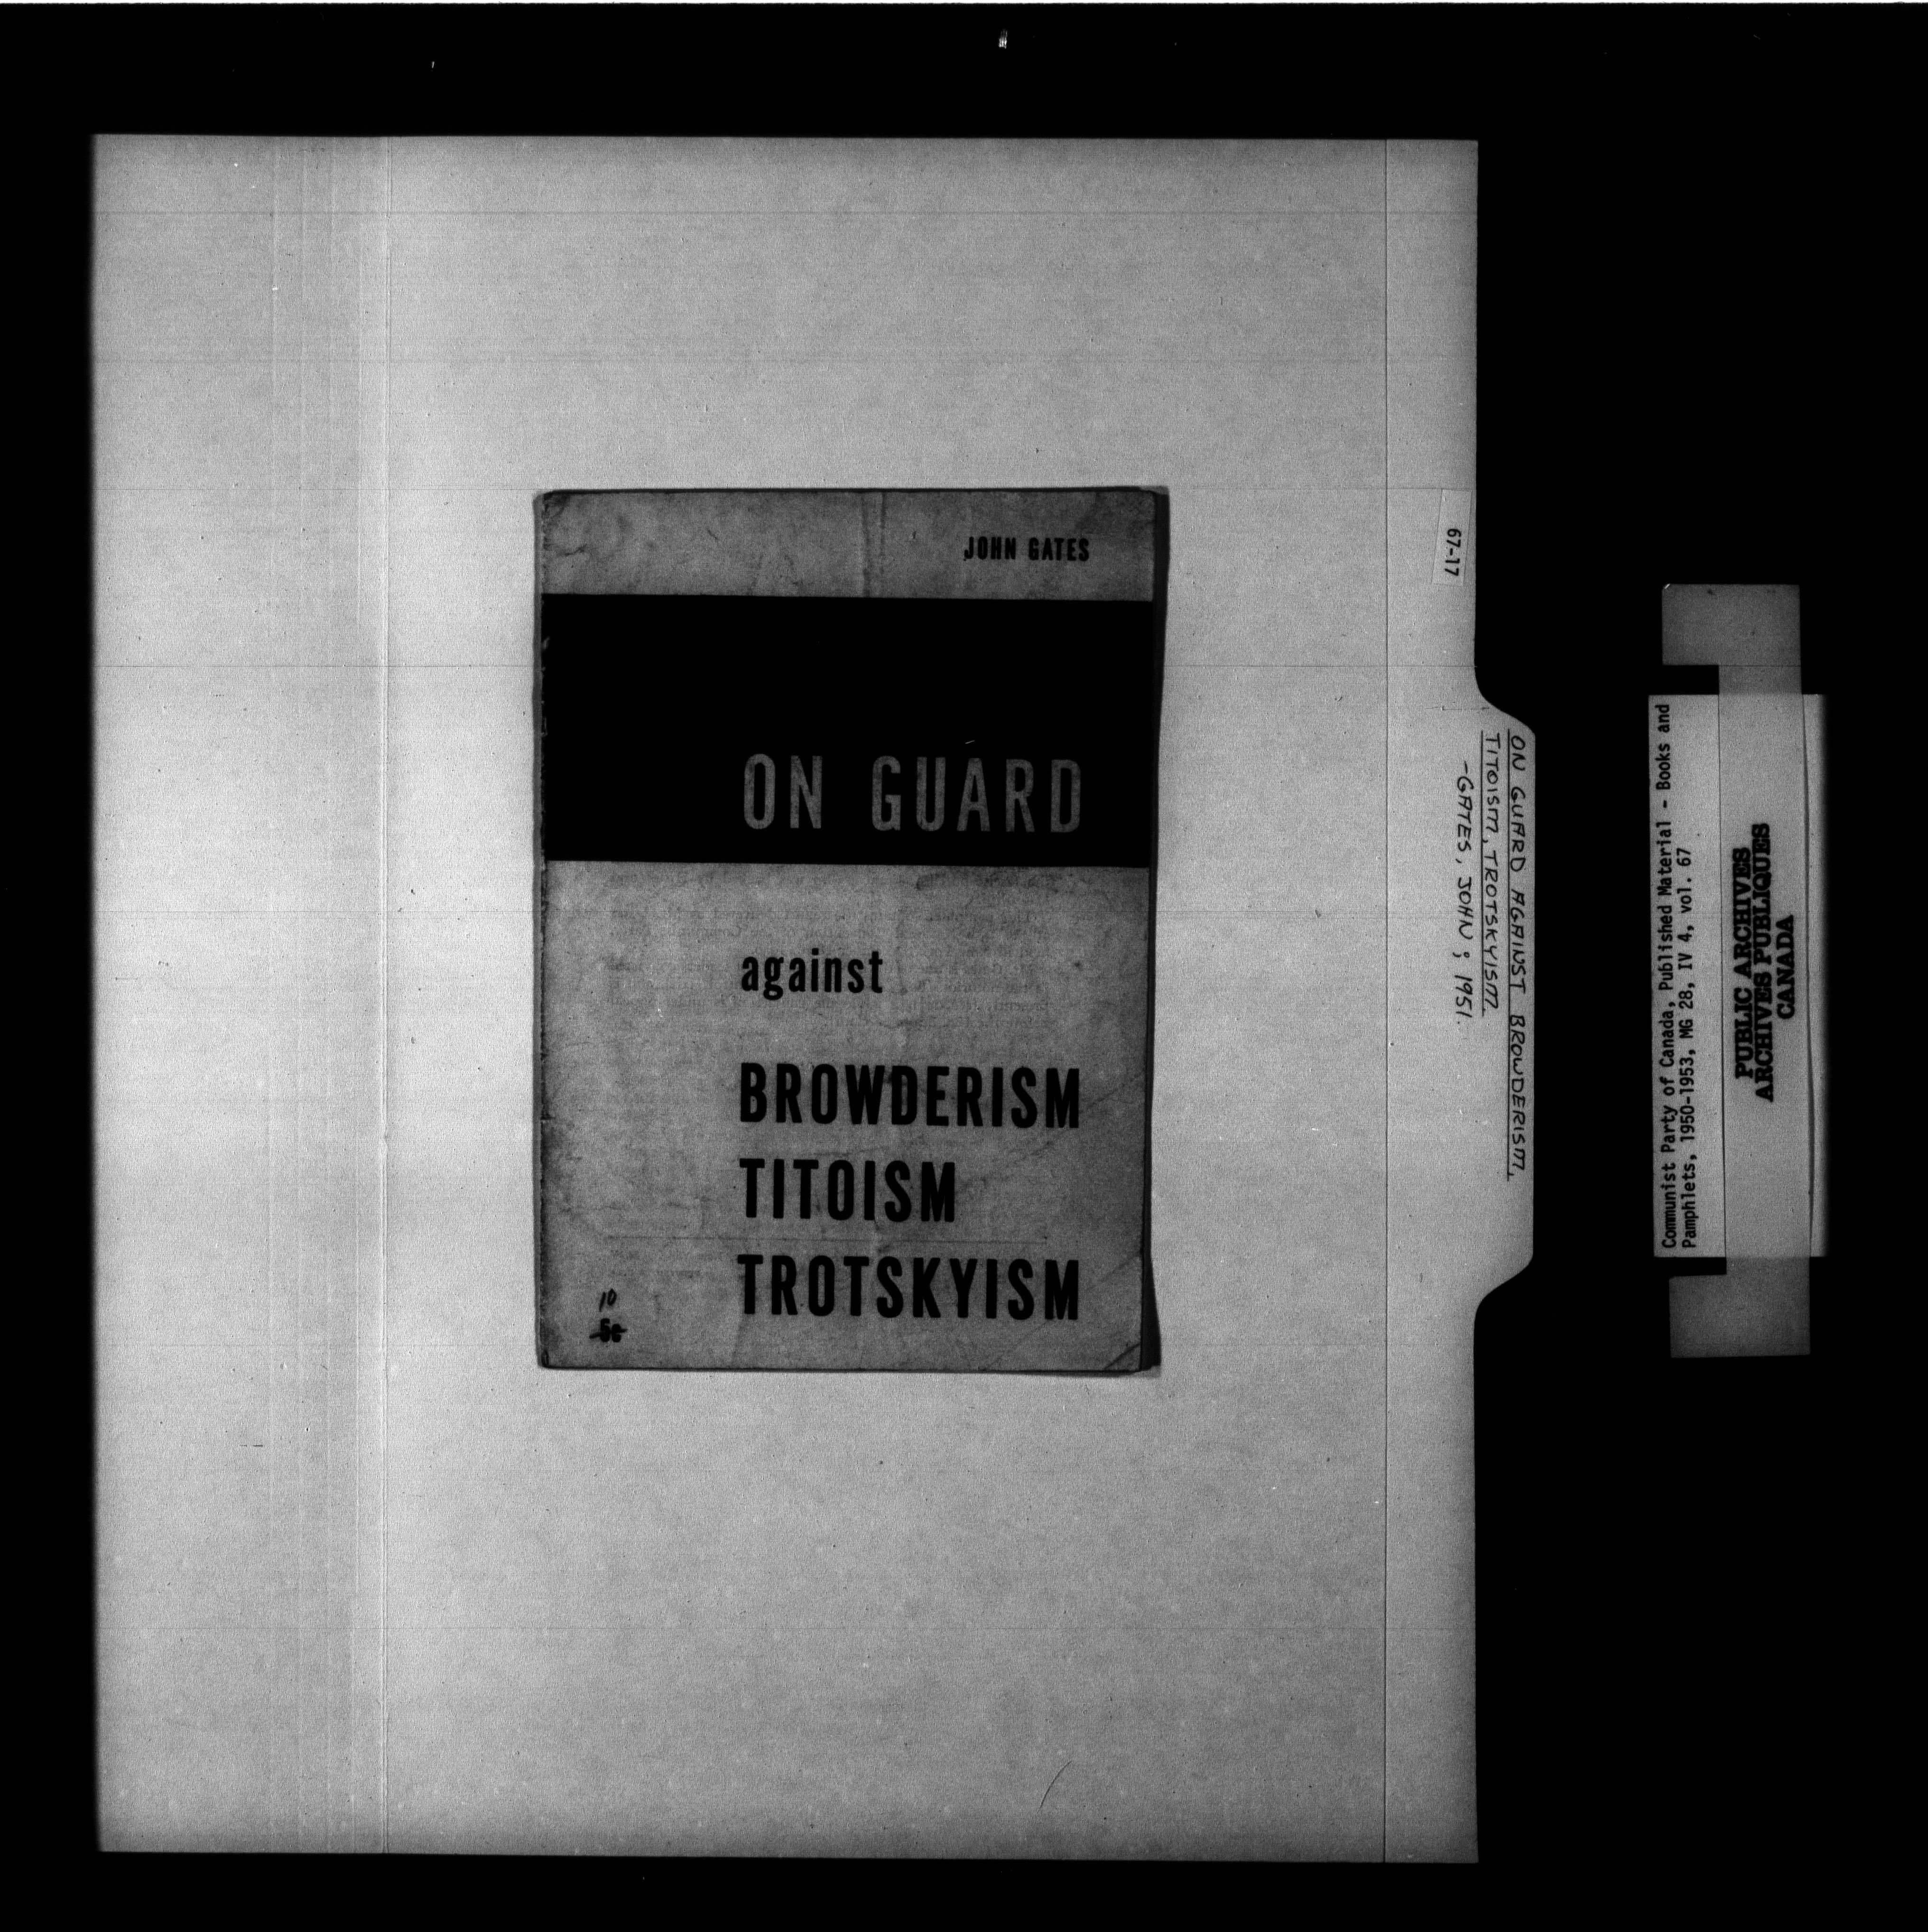 JOHN GATES
ON GUARD
against
BROWDERISM
TITOISM
TROTSKYISM
10
5c
67-17
ON GUARD AGAINST BROWDERISM,
TITOISM, TROTSKYISM.
-GATES, JOHN; 1951.
Communist Party of Canada, Published Material - Books and
Pamphlets, 1950-1953, MG 28, IV 4, vol. 67
PUBLIC ARCHIVES
ARCHIVES PUBLIQUES
CANADA